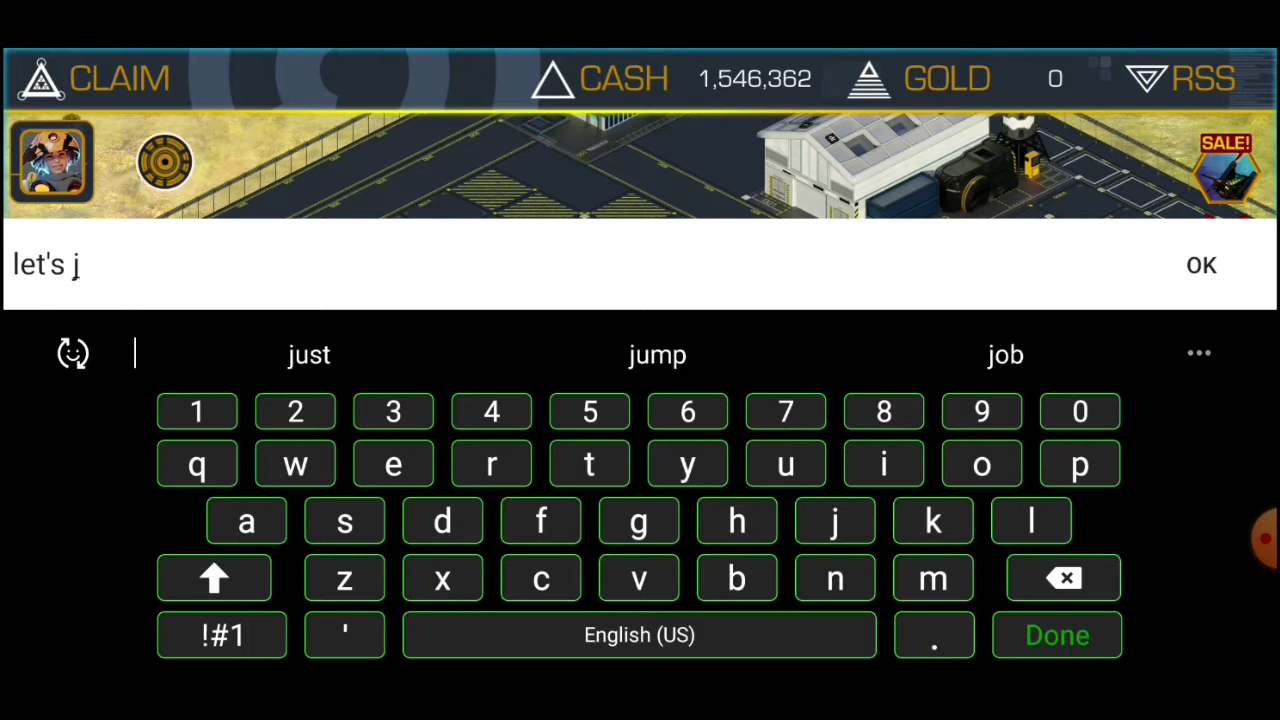 CLAIM CASH 1,546,362 GOLD 0 RSS
SALE!
let's j OK
just jump job
1 2 3 4 5 6 7 8 9 0
q w e r t y u i o p
a s d f g h j k l
z x c v b n m
!#1 ' English (US) . Done